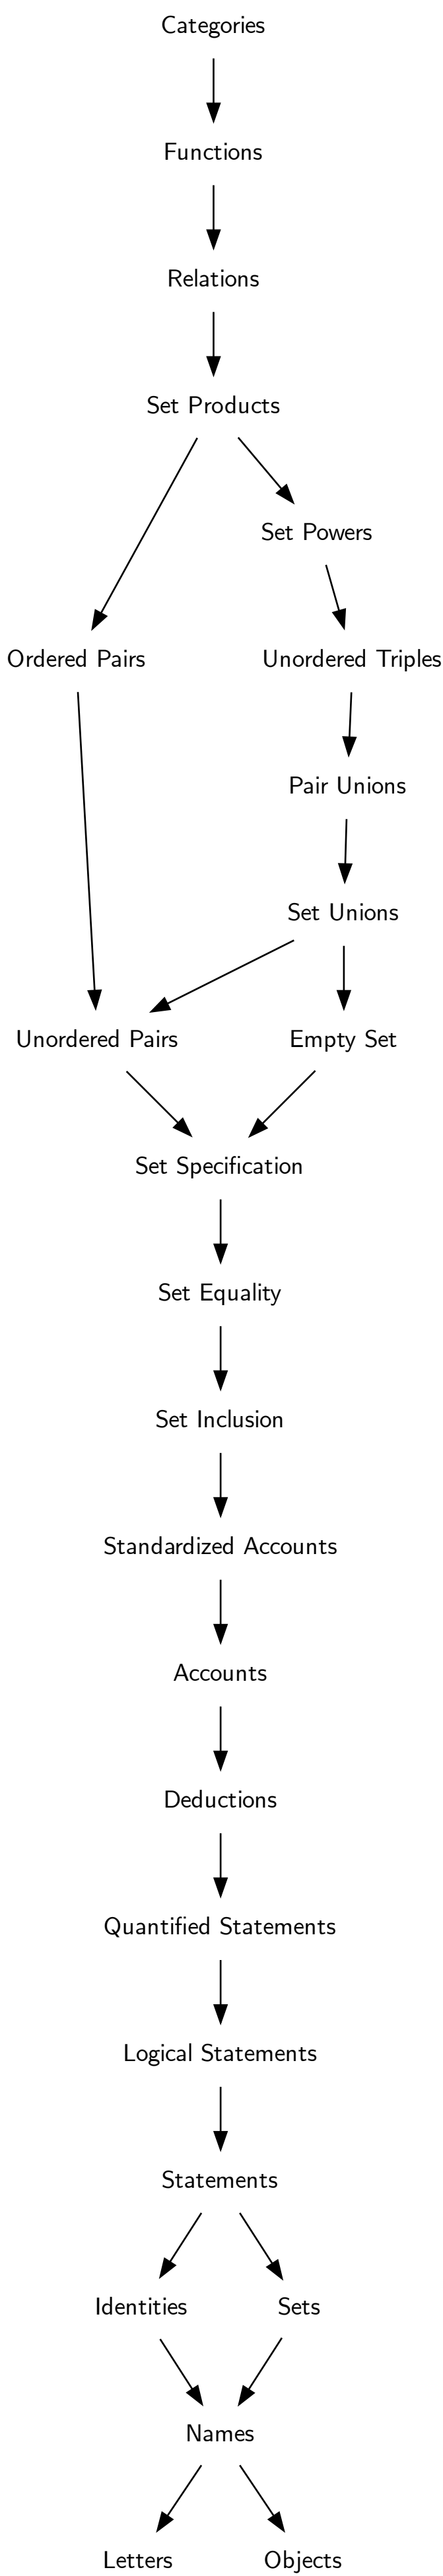 Categories
Functions
Relations
Set Products
Set Powers
Ordered Pairs
Unordered Triples
Pair Unions
Set Unions
Unordered Pairs
Empty Set
Set Specification
Set Equality
Set Inclusion
Standardized Accounts
Accounts
Deductions
Quantified Statements
Logical Statements
Statements
Identities
Sets
Names
Letters
Objects